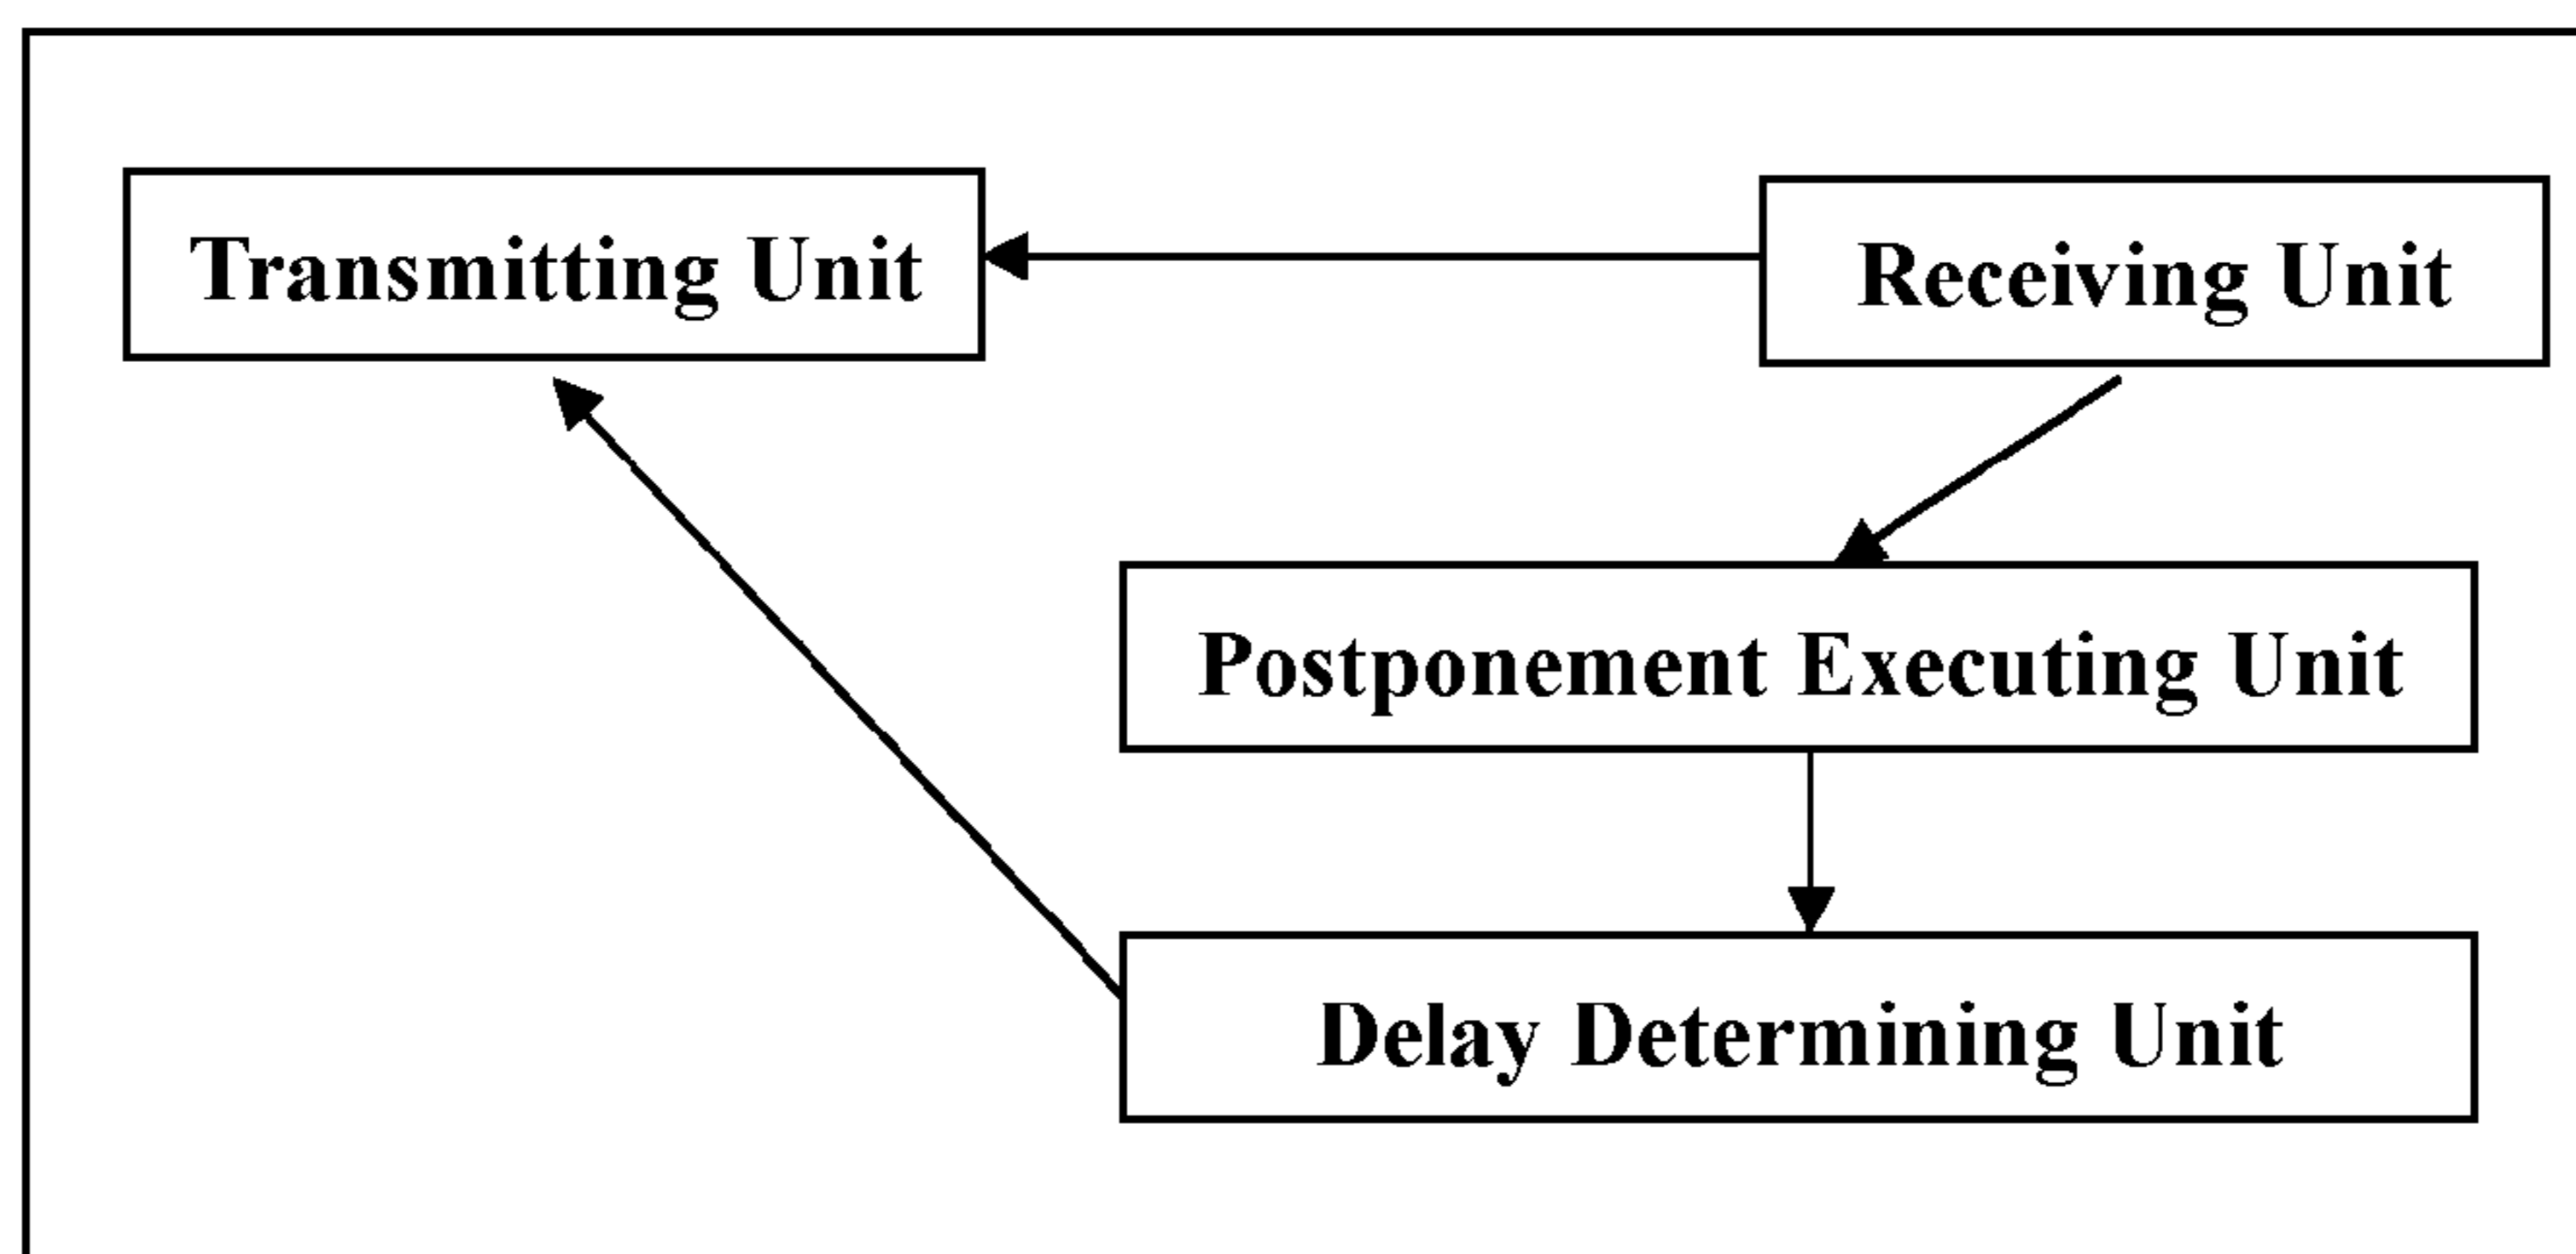 Transmitting Unit
Receiving Unit
Postponement Executing Unit
Delay Determining Unit